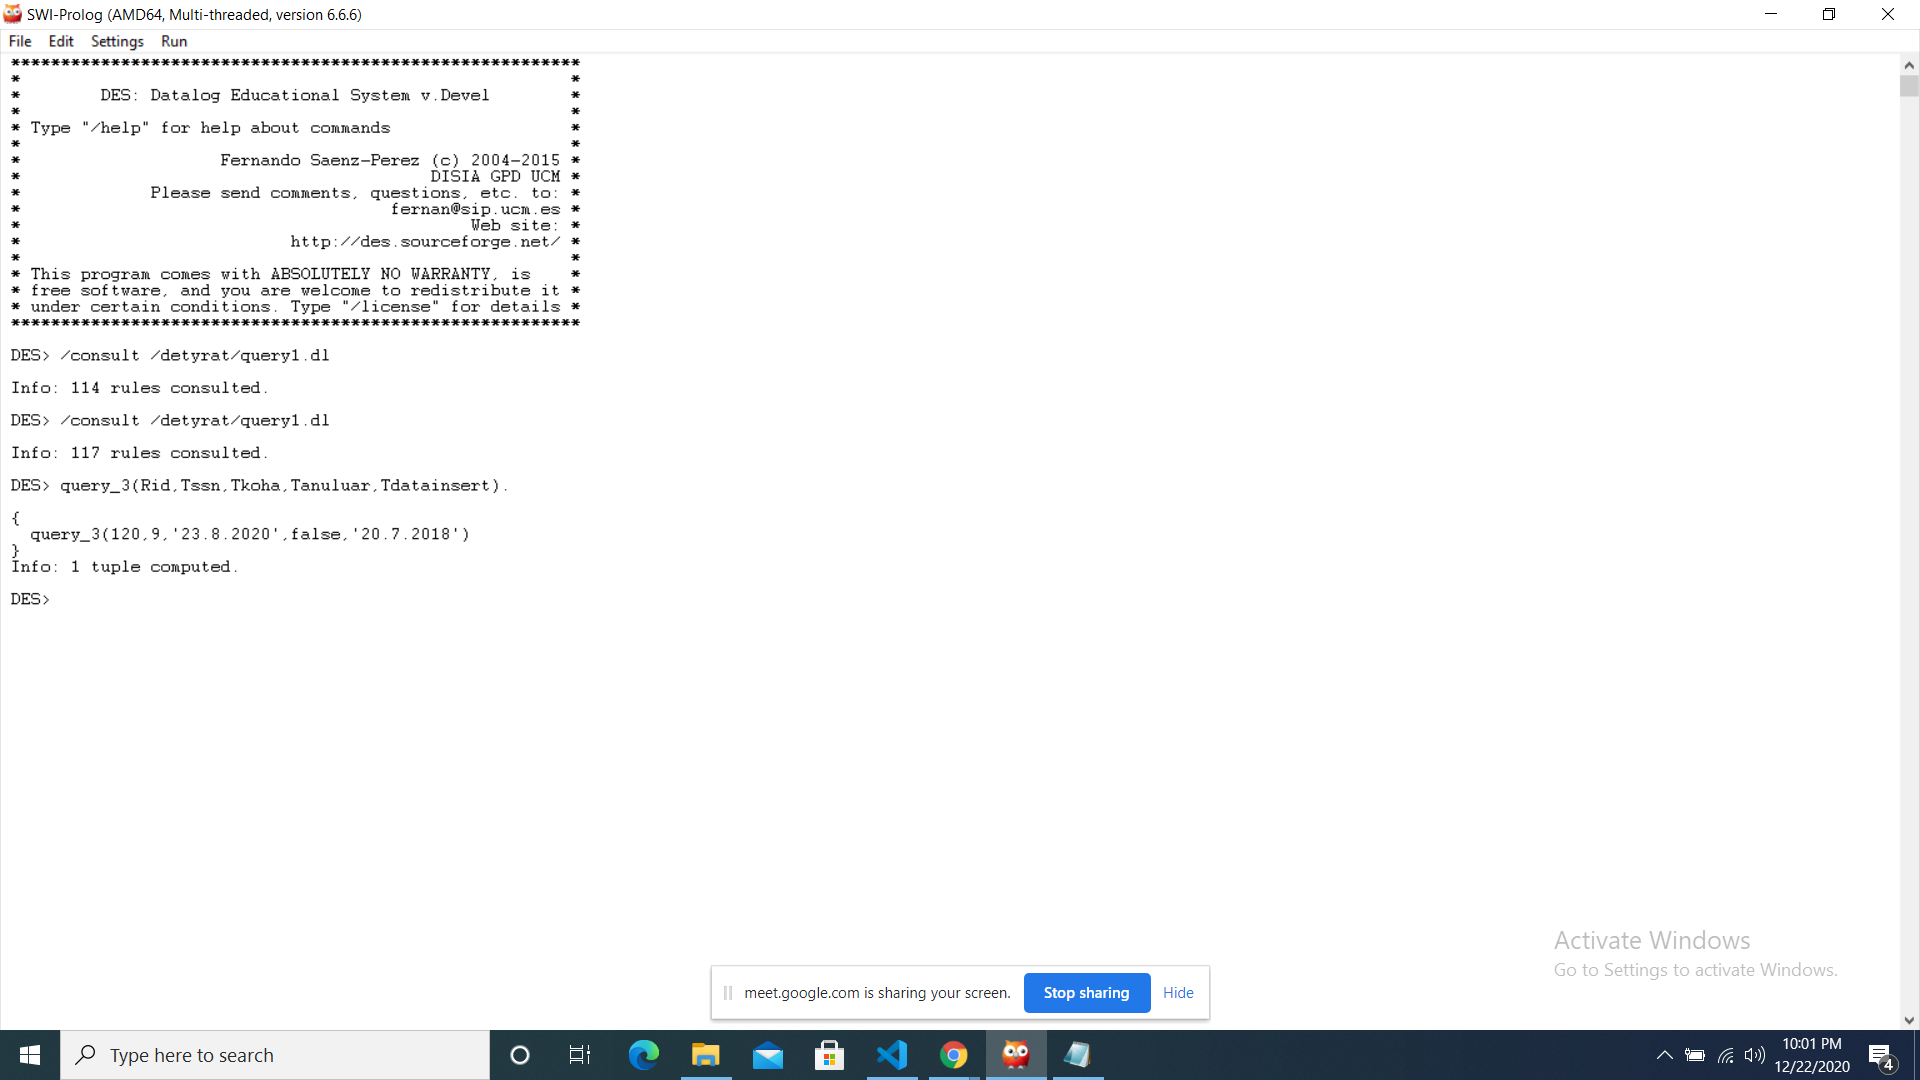 SWI-Prolog (AMD64, Multi-threaded, version 6.6.6)
File Edit Settings Run
*********************************************************
* *
* DES: Datalog Educational System v.Devel *
* *
* Type "/help" for help about commands *
* *
* Fernando Saenz-Perez (c) 2004-2015 *
* DISIA GPD UCM *
* Please send comments, questions, etc. to: *
* fernan@sip.ucm.es *
* Web site: *
* http://des.sourceforge.net/ *
* *
* This program comes with ABSOLUTELY NO WARRANTY, is *
* free software, and you are welcome to redistribute it *
* under certain conditions. Type "/license" for details *
*********************************************************
DES> /consult /detyrat/query1.dl
Info: 114 rules consulted.
DES> /consult /detyrat/query1.dl
Info: 117 rules consulted.
DES> query_3(Rid,Tssn,Tkoha,Tanuluar,Tdatainsert).
{
query_3(120,9,'23.8.2020',false,'20.7.2018')
}
Info: 1 tuple computed.
DES>
Activate Windows
Go to Settings to activate Windows.
meet.google.com is sharing your screen. Stop sharing Hide
Type here to search
10:01 PM
12/22/2020
4